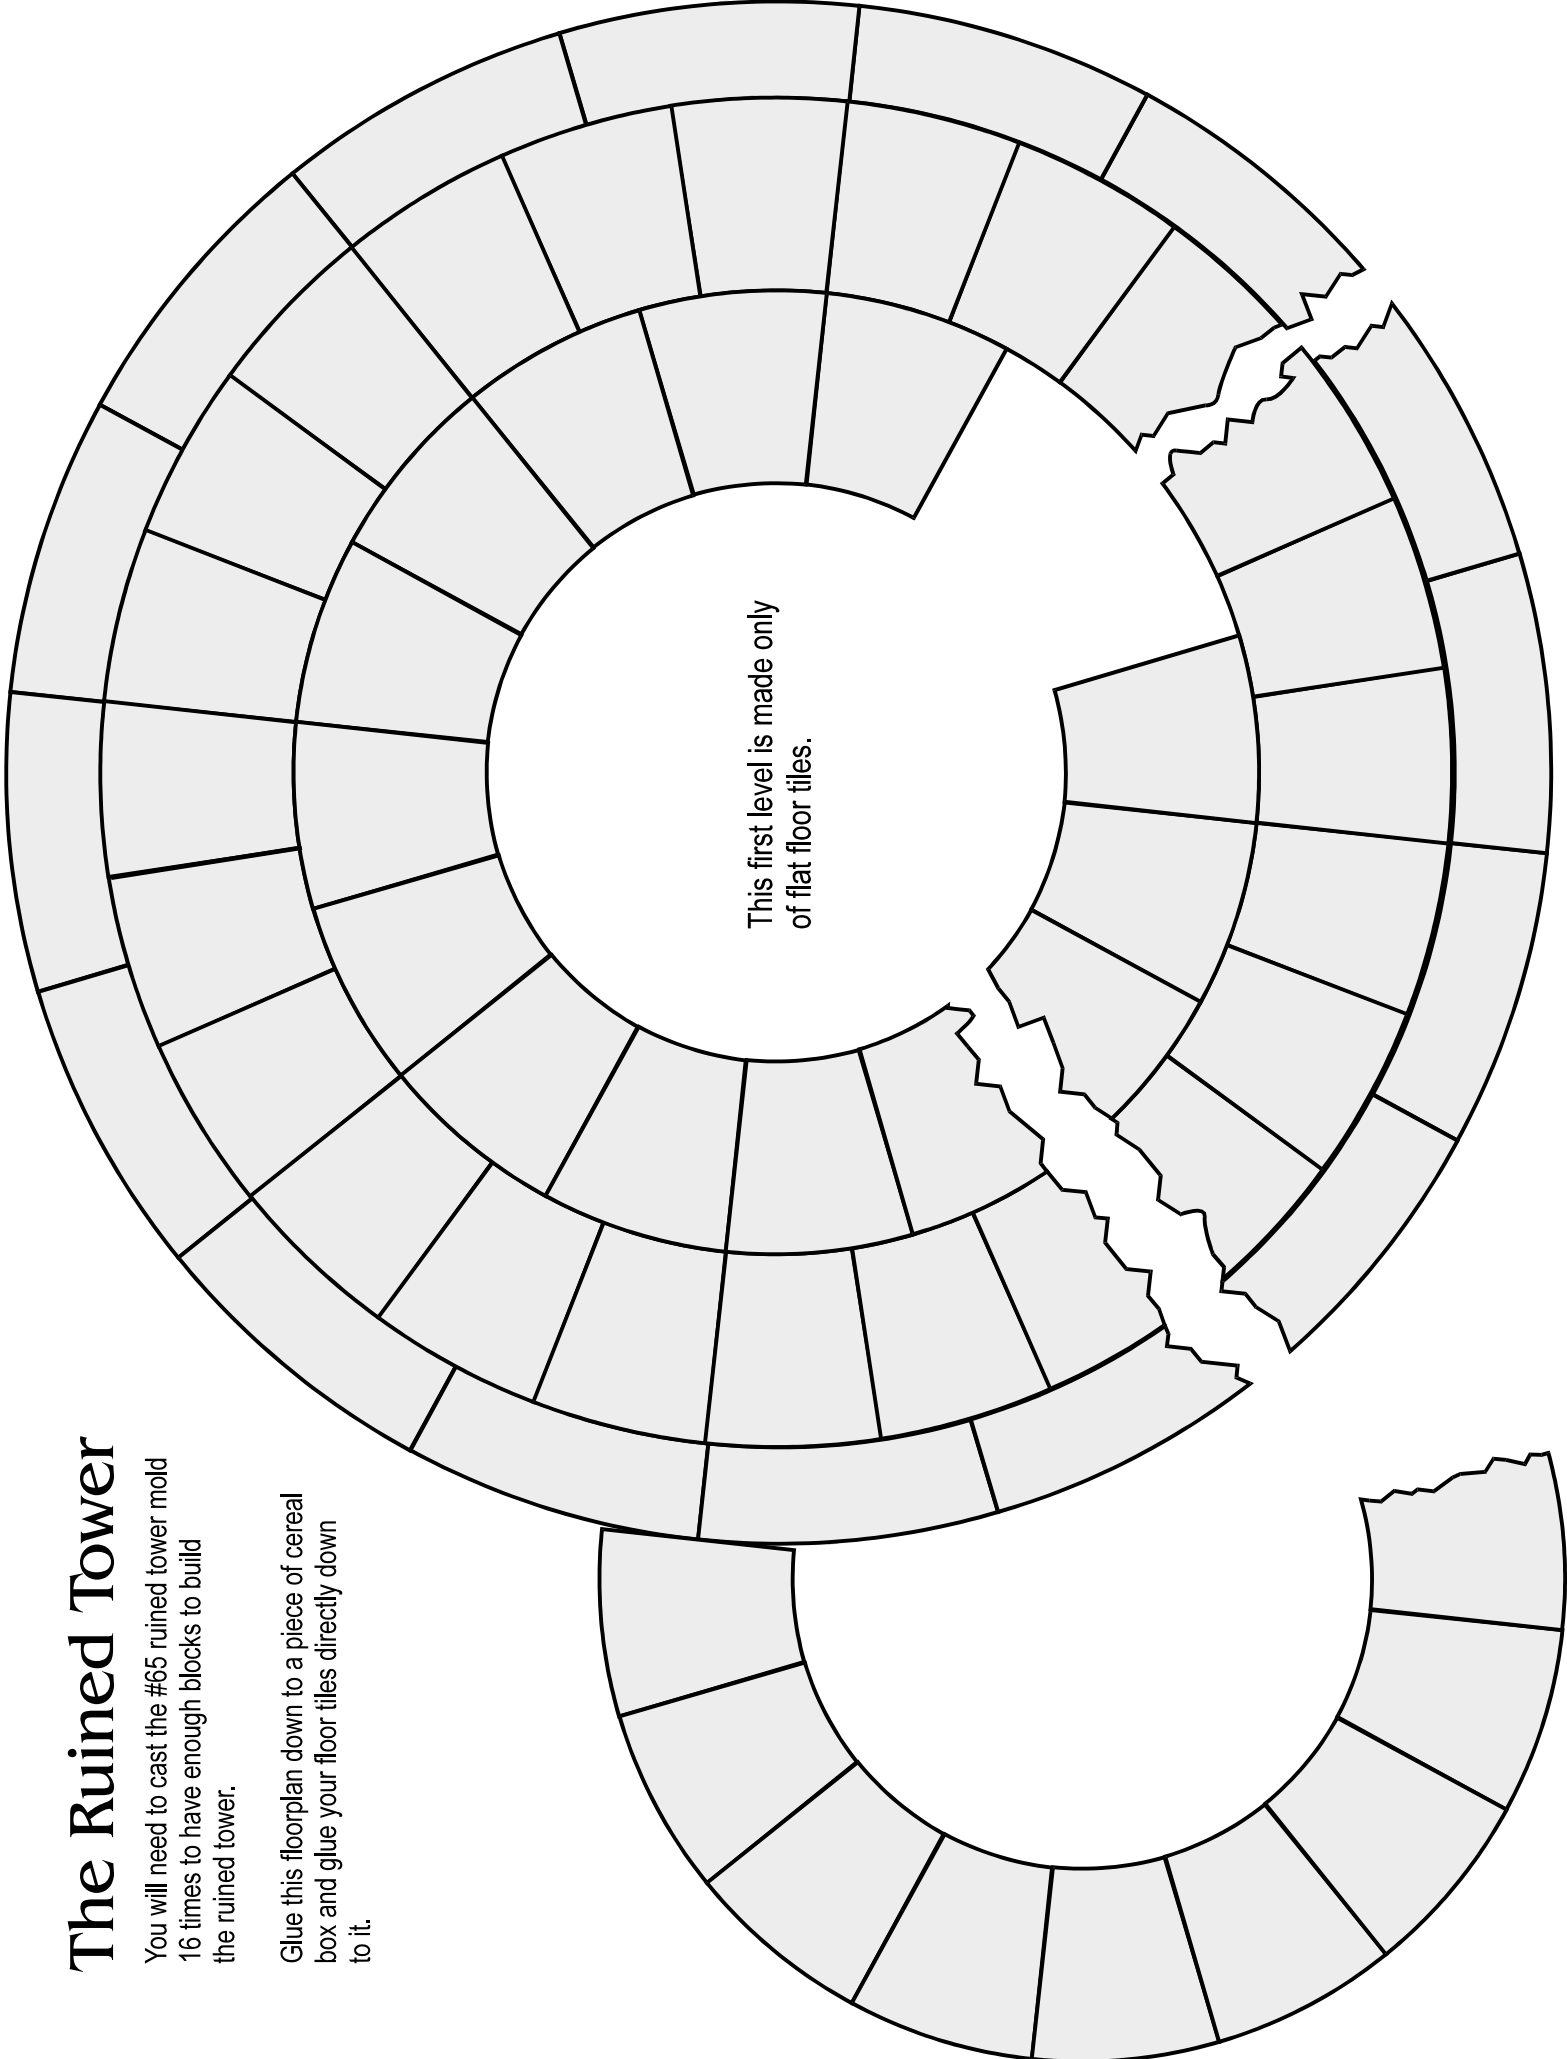 The Ruined Tower
You will need to cast the #65 ruined tower mold
16 times to have enough blocks to build
the ruined tower.
Glue this floorplan down to a piece of cereal
box and glue your floor tiles directly down
to it.
This first level is made only
of flat floor tiles.